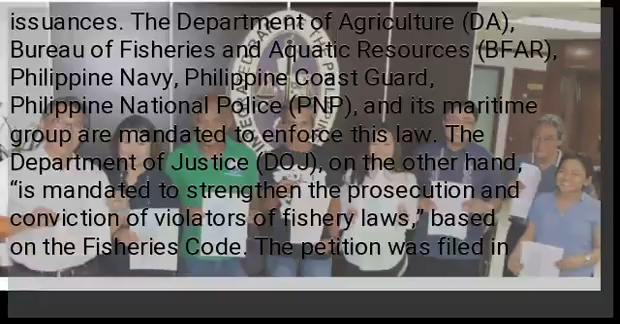 issuances. The Department of Agriculture (DA),
Bureau of Fisheries and Aquatic Resources (BFAR),
Philippine Navy, Philippine Coast Guard,
Philippine National Police (PNP), and its maritime
group are mandated to enforce this law. The
Department of Justice (DOJ), on the other hand,
“is mandated to strengthen the prosecution and
conviction of violators of fishery laws,” based
on the Fisheries Code. The petition was filed in